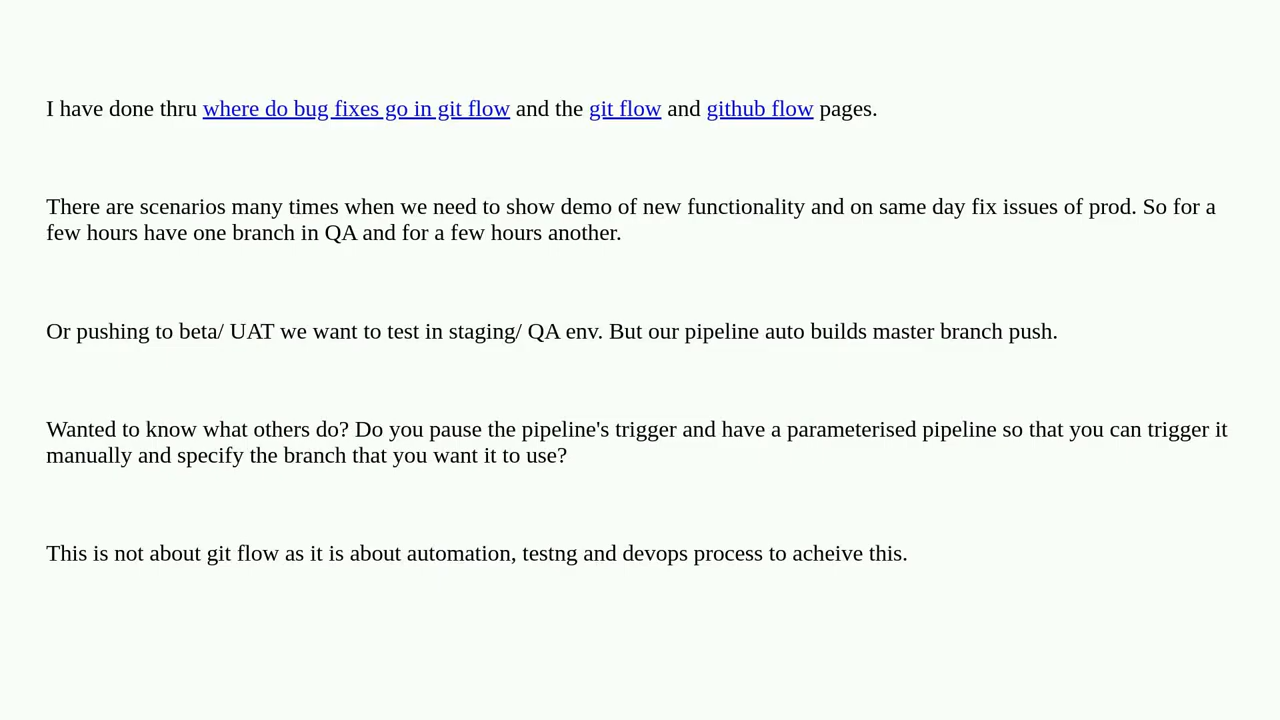 I have done thru where do bug fixes go in git flow and the git flow and github flow pages.
There are scenarios many times when we need to show demo of new functionality and on same day fix issues of prod. So for a
few hours have one branch in QA and for a few hours another.
Or pushing to beta/ UAT we want to test in staging/ QA env. But our pipeline auto builds master branch push.
Wanted to know what others do? Do you pause the pipeline's trigger and have a parameterised pipeline so that you can trigger it
manually and specify the branch that you want it to use?
This is not about git flow as it is about automation, testng and devops process to acheive this.